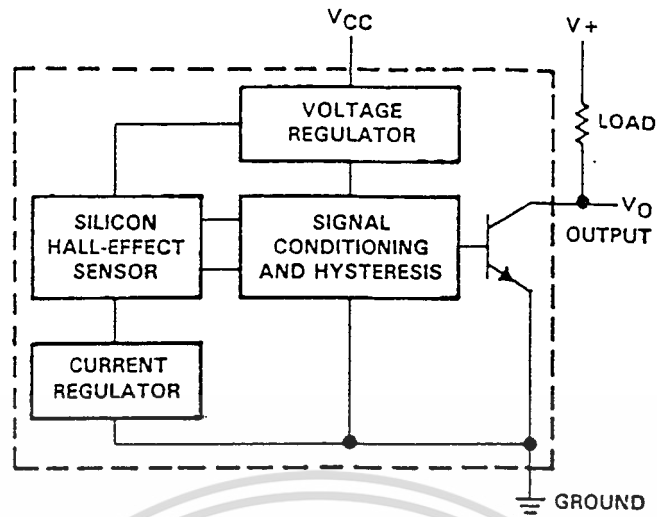 VCC
V+
VOLTAGE
REGULATOR
LOAD
SILICON
HALL-EFFECT
SENSOR
SIGNAL
CONDITIONING
AND HYSTERESIS
VO
OUTPUT
CURRENT
REGULATOR
GROUND